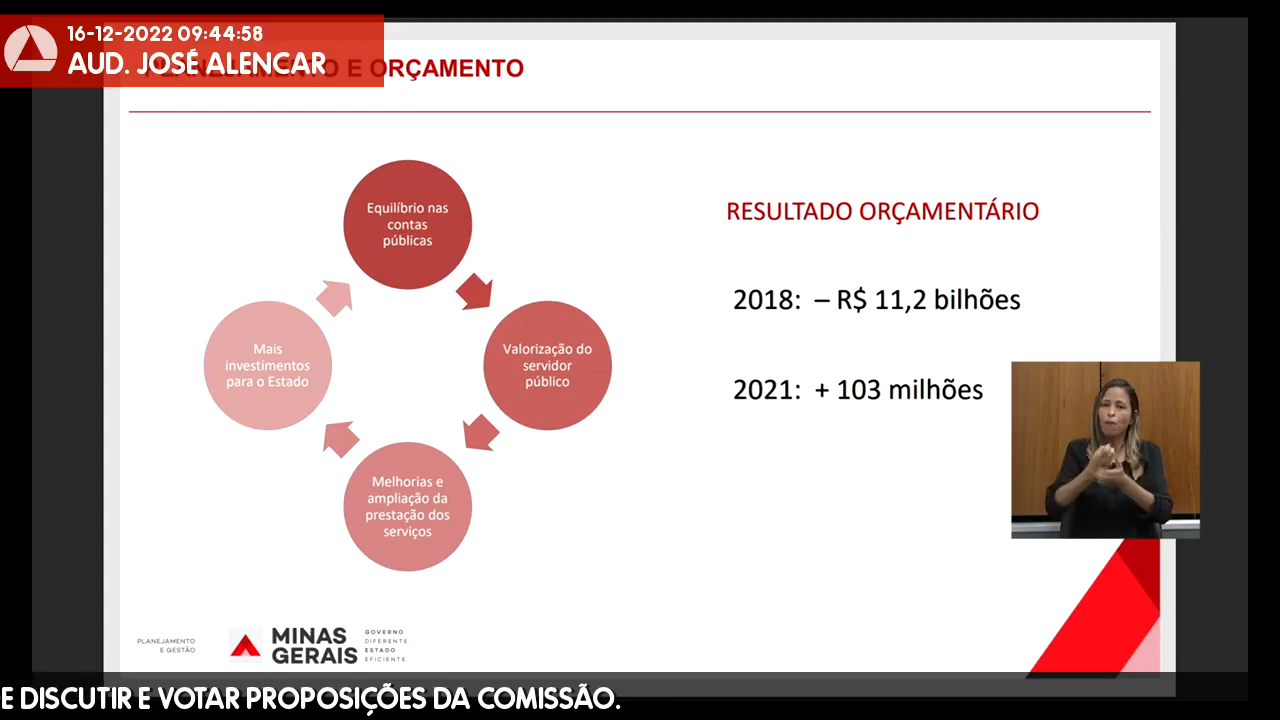 16-12-2022 09:44:58
AUD. JOSÉ ALENCAR
PLANEJAMENTO E ORÇAMENTO
Equilíbrio nas
contas
públicas
Valorização do
servidor
público
Melhorias e
ampliação da
prestação dos
serviços
Mais
investimentos
para o Estado
RESULTADO ORÇAMENTÁRIO
2018: – R$ 11,2 bilhões
2021: + 103 milhões
PLANEJAMENTO
E GESTÃO
MINAS
GERAIS
GOVERNO
DIFERENTE
ESTADO
EFICIENTE
E DISCUTIR E VOTAR PROPOSIÇÕES DA COMISSÃO.